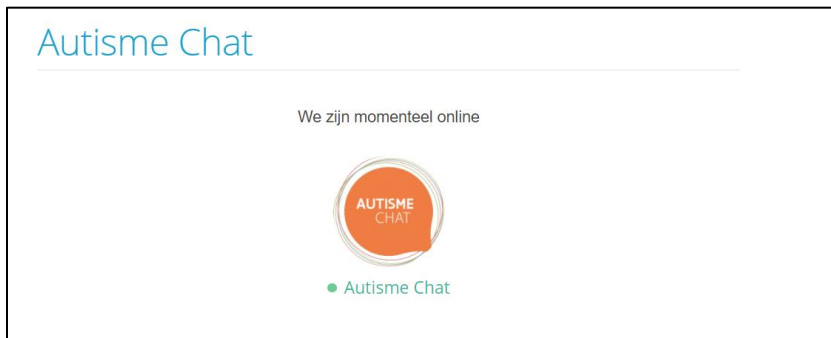 Autisme Chat
We zijn momenteel online
AUTISME
CHAT
Autisme Chat